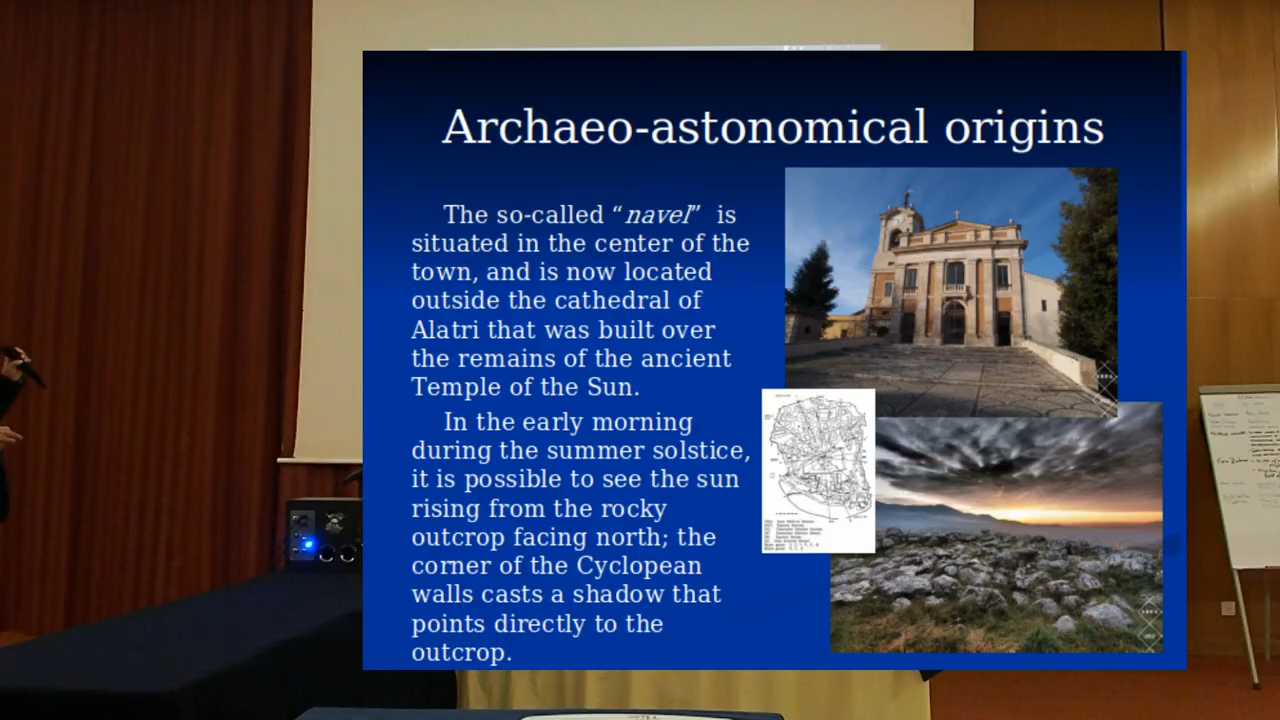 Archaeo-astonomical origins
The so-called “navel” is
situated in the center of the
town, and is now located
outside the cathedral of
Alatri that was built over
the remains of the ancient
Temple of the Sun.
In the early morning
during the summer solstice,
it is possible to see the sun
rising from the rocky
outcrop facing north; the
corner of the Cyclopean
walls casts a shadow that
points directly to the
outcrop.